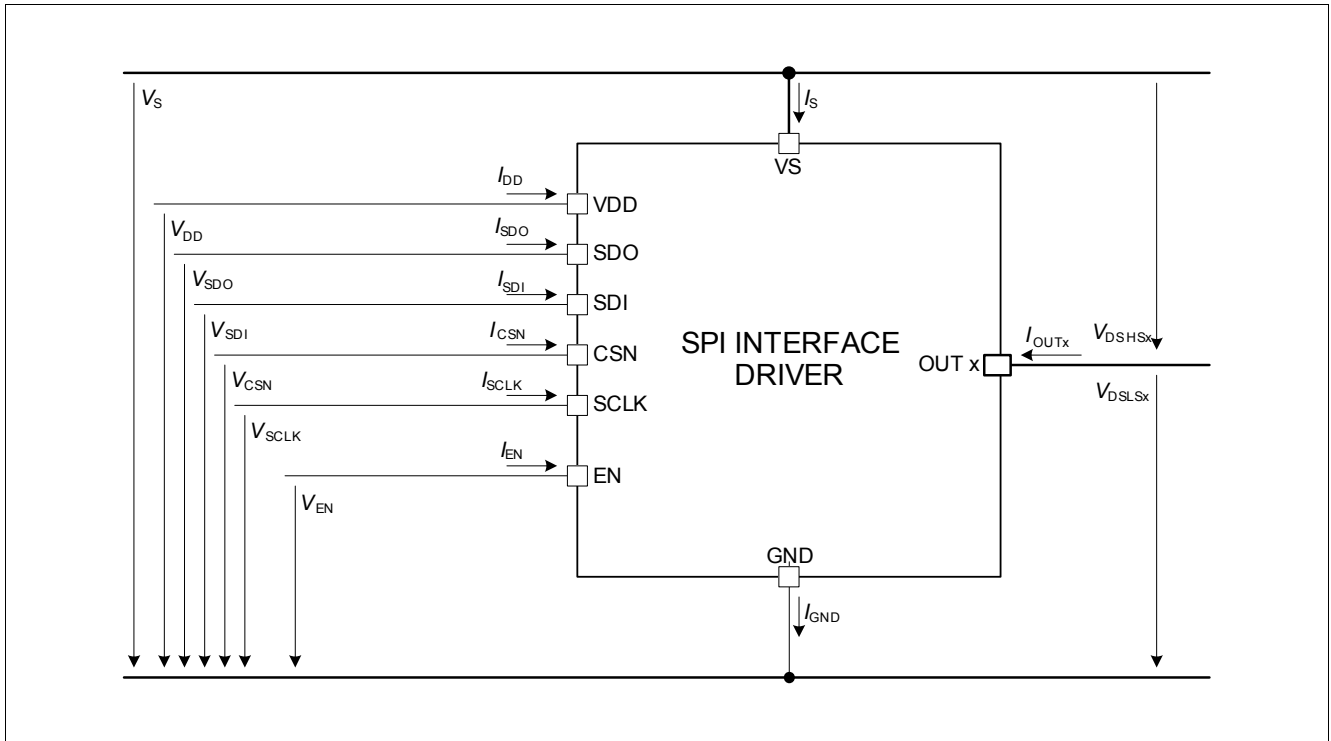 VS
IS
VS
IDD
VDD
VDD
ISDO
SDO
VSDO
ISDI
SDI
VSDI
ICSN
CSN
VCSN
ISCLK
SCLK
VSCLK
IEN
EN
VEN
SPI INTERFACE
DRIVER
OUT x
IOUTx
VDSHSx
VDSLSx
GND
IGND